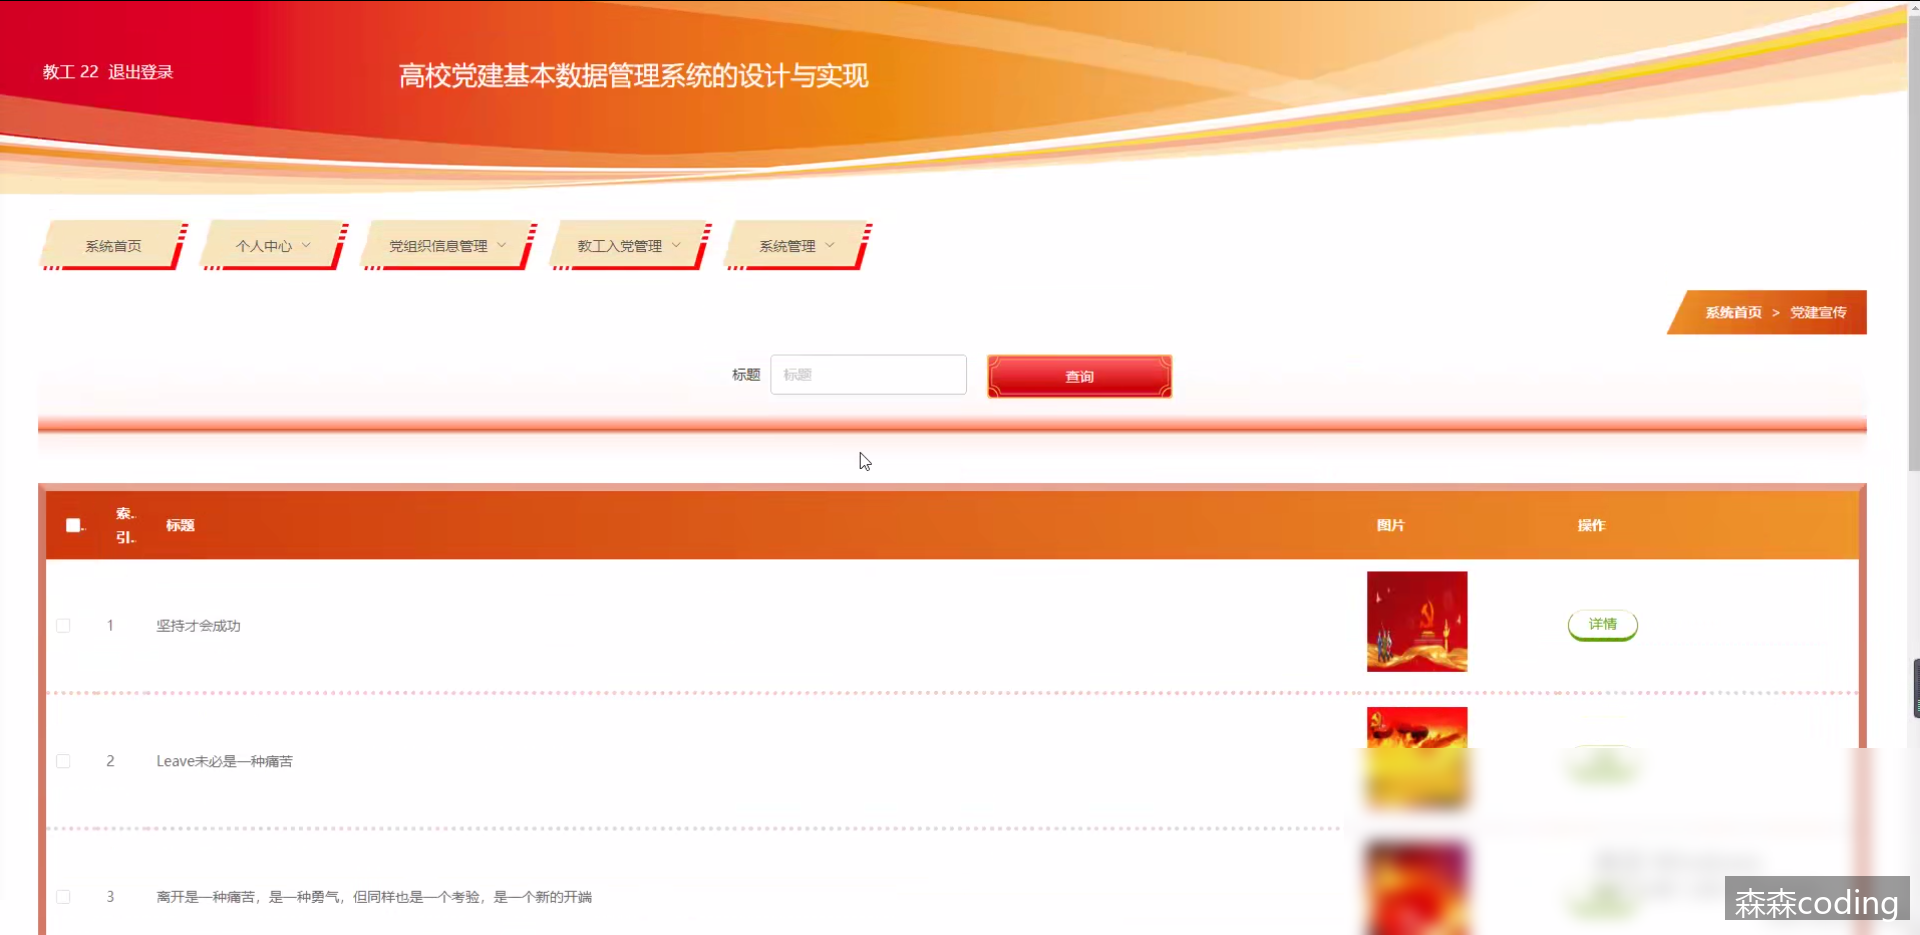 教工 22 退出登录
高校党建基本数据管理系统的设计与实现
系统首页 个人中心 党组织信息管理 教工入党管理 系统管理
系统首页 > 党建宣传
标题 标题 查询
索..
引..
标题 图片 操作
1 坚持才会成功 详情
2 Leave未必是一种痛苦
3 离开是一种痛苦，是一种勇气，但同样也是一个考验，是一个新的开端
森森coding